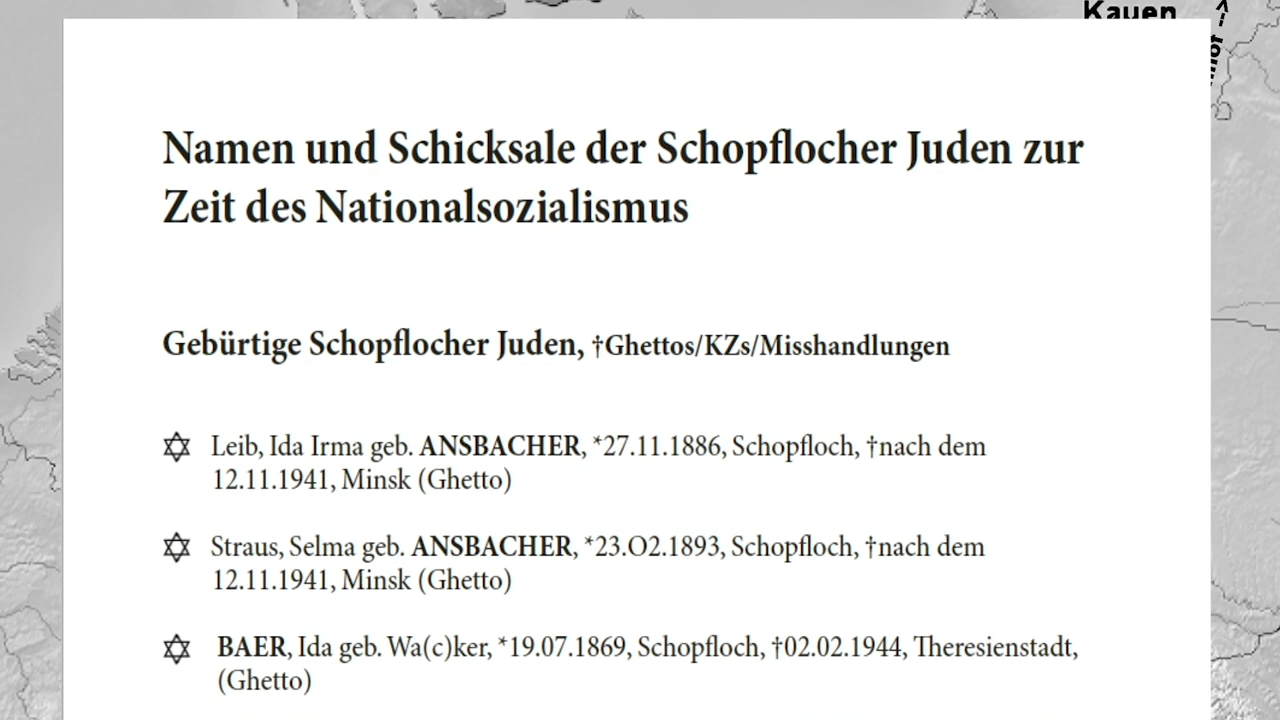 Kauen
Namen und Schicksale der Schopflocher Juden zur
Zeit des Nationalsozialismus
Gebürtige Schopflocher Juden, †Ghettos/KZs/Misshandlungen
Leib, Ida Irma geb. ANSBACHER, *27.11.1886, Schopfloch, †nach dem
12.11.1941, Minsk (Ghetto)
Straus, Selma geb. ANSBACHER, *23.O2.1893, Schopfloch, †nach dem
12.11.1941, Minsk (Ghetto)
BAER, Ida geb. Wa(c)ker, *19.07.1869, Schopfloch, †02.02.1944, Theresienstadt,
(Ghetto)